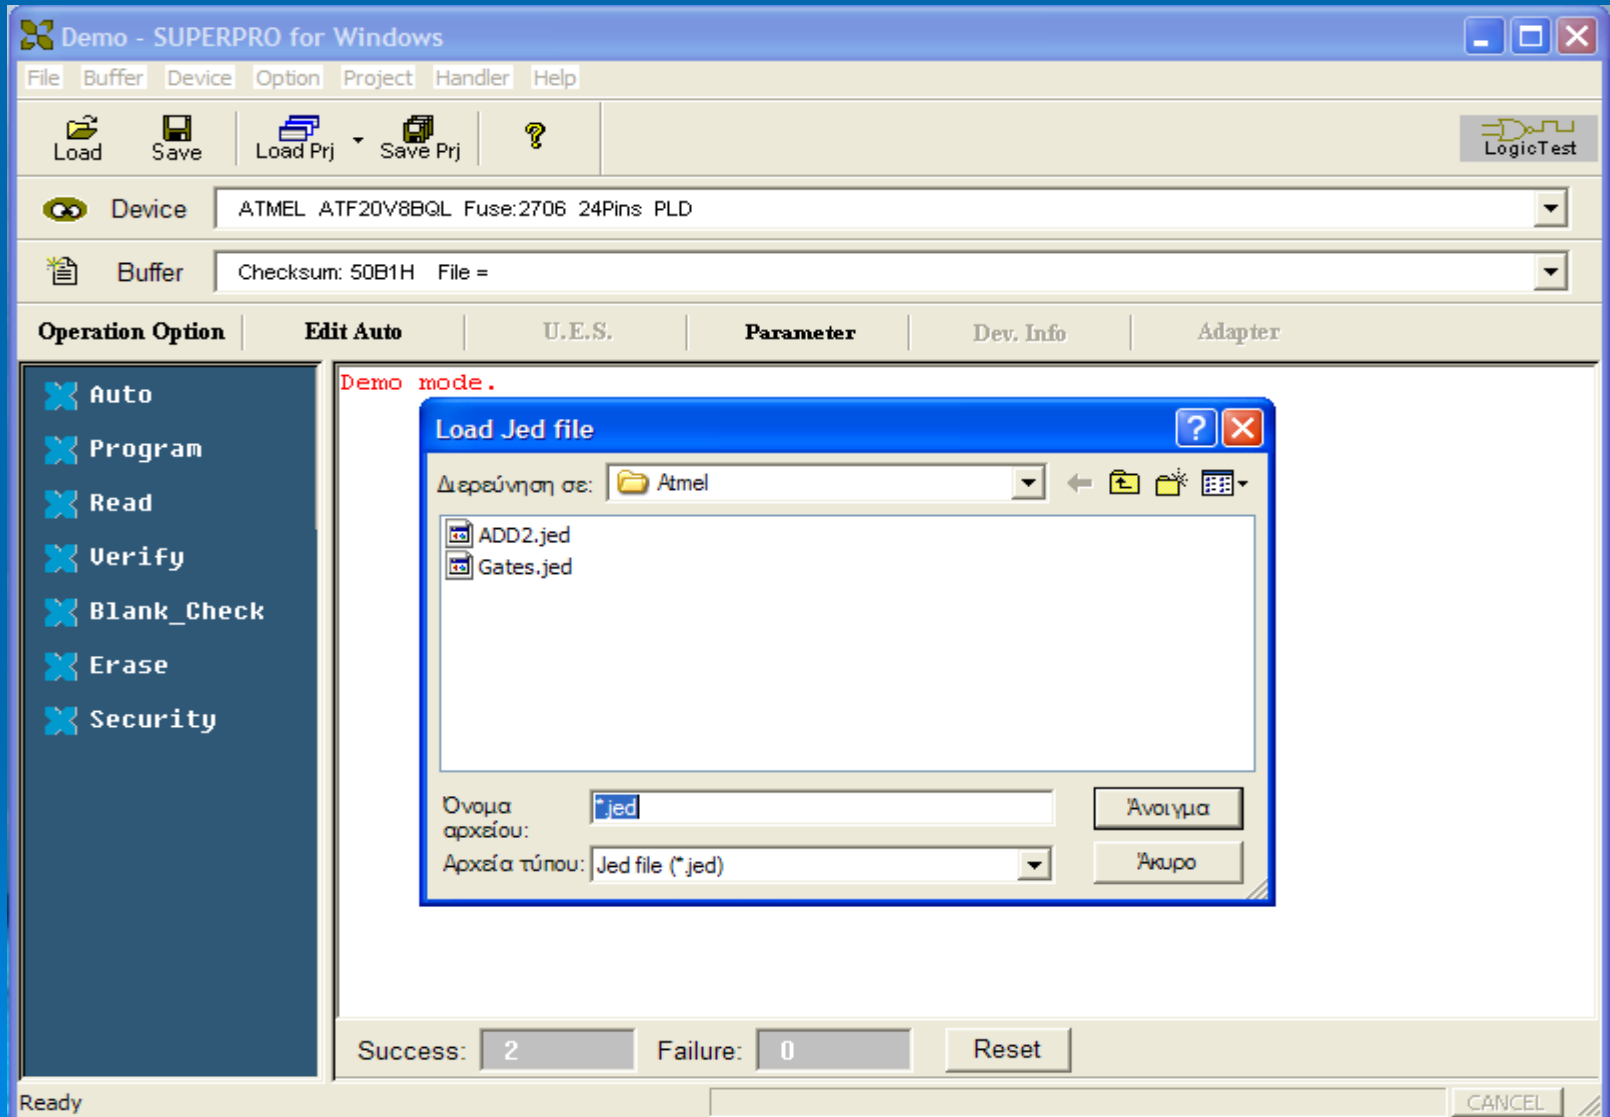 Demo - SUPERPRO for Windows
File Buffer Device Option Project Handler Help
Load Save Load Prj Save Prj ? LogicTest
Device ATMEL ATF20V8BQL Fuse:2706 24Pins PLD
Buffer Checksum: 50B1H File =
Operation Option Edit Auto U.E.S. Parameter Dev. Info Adapter
Auto
Program
Read
Verify
Blank_Check
Erase
Security
Demo mode.
Load Jed file
Διερεύνηση σε: Atmel
ADD2.jed
Gates.jed
Όνομα
αρχείου: *.jed Άνοιγμα
Αρχεία τύπου: Jed file (*.jed) Άκυρο
Success: 2 Failure: 0 Reset
Ready CANCEL